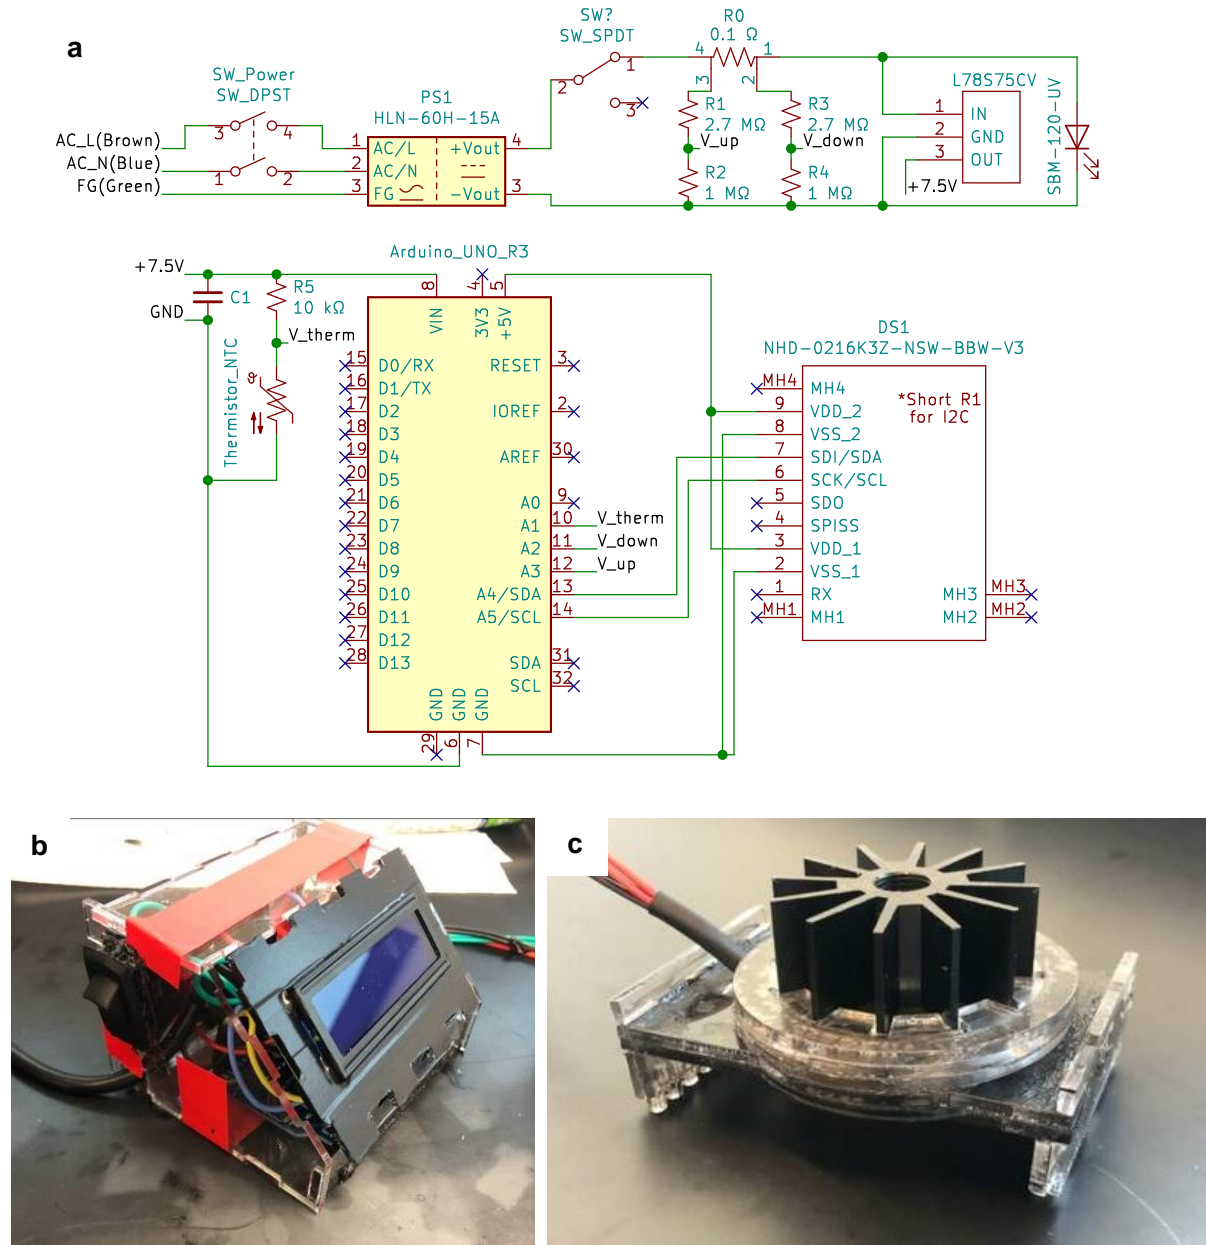 a
SW?
SW_SPDT
R0
0.1 Ω
4
1
3
2
2
1
3
SW_Power
SW_DPST
PS1
HLN-60H-15A
L78S75CV
AC_L(Brown)
AC_N(Blue)
FG(Green)
3
4
1
2
1
2
3
AC/L
AC/N
FG
+Vout
-Vout
4
3
R1
2.7 MΩ
V_up
R2
1 MΩ
R3
2.7 MΩ
V_down
R4
1 MΩ
1
2
3
IN
GND
OUT
+7.5V
SBM-120-UV
Arduino_UNO_R3
+7.5V
GND
C1
R5
10 kΩ
V_therm
Thermistor_NTC
8
4
5
VIN
3V3
+5V
15
D0/RX
16
D1/TX
17
D2
18
D3
19
D4
20
D5
21
D6
22
D7
23
D8
24
D9
25
D10
26
D11
27
D12
28
D13
RESET
3
IOREF
2
AREF
30
A0
9
A1
10
V_therm
A2
11
V_down
A3
12
V_up
A4/SDA
13
A5/SCL
14
SDA
31
SCL
32
GND
GND
GND
29
6
7
DS1
NHD-0216K3Z-NSW-BBW-V3
MH4
MH4
9
VDD_2
8
VSS_2
7
SDI/SDA
6
SCK/SCL
5
SDO
4
SPISS
3
VDD_1
2
VSS_1
1
RX
MH1
MH1
*Short R1
for I2C
MH3
MH3
MH2
MH2
b
c